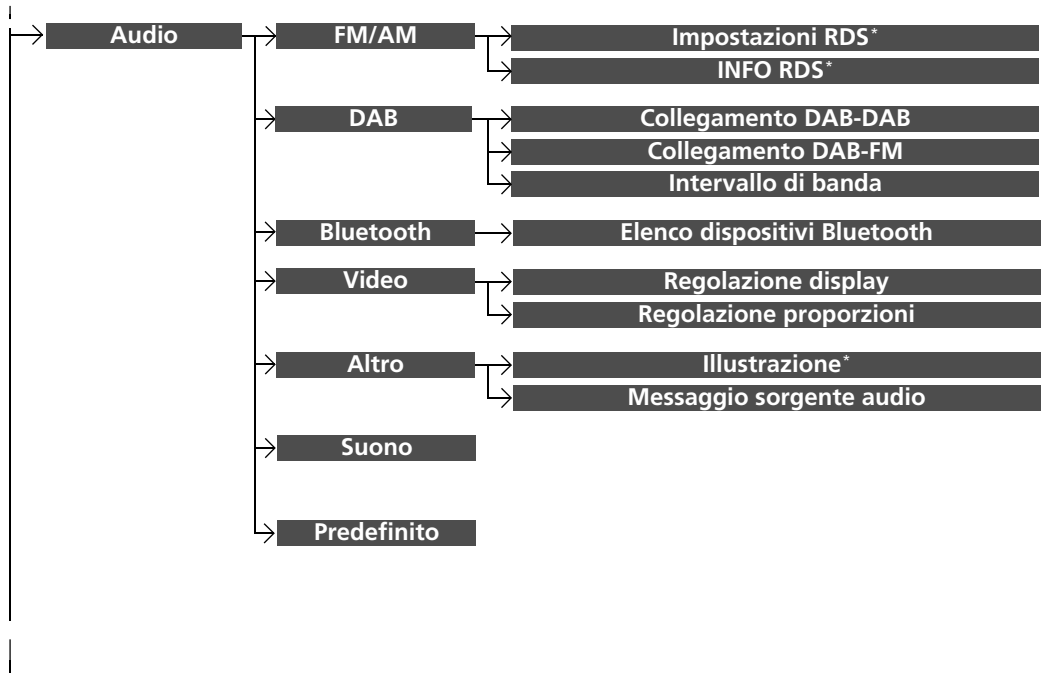 Audio
FM/AM
Impostazioni RDS*
INFO RDS*
DAB
Collegamento DAB-DAB
Collegamento DAB-FM
Intervallo di banda
Bluetooth
Elenco dispositivi Bluetooth
Video
Regolazione display
Regolazione proporzioni
Altro
Illustrazione*
Messaggio sorgente audio
Suono
Predefinito